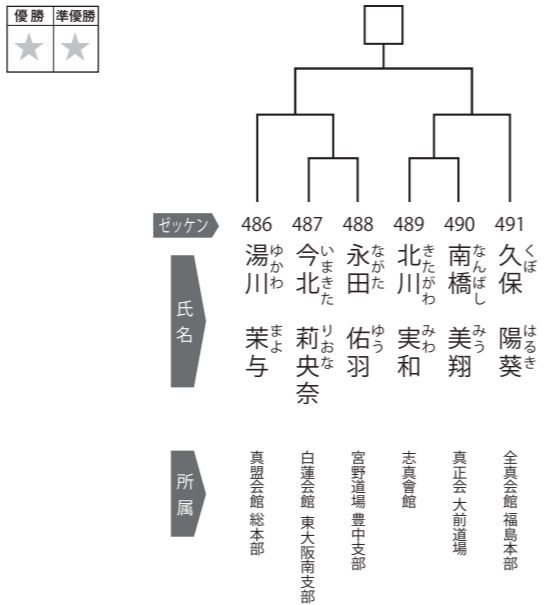 優勝 準優勝
★ ★
ゼッケン 486 487 488 489 490 491
氏名
湯川 茉与
ゆかわ まよ
今北 莉央奈
いまきた りおな
永田 佑羽
ながた ゆう
北川 実和
きたがわ みわ
南橋 美翔
なんばし みう
久保 陽葵
くぼ はるき
所属
真盟会館 総本部
白蓮会館 東大阪南支部
宮野道場 豊中支部
志真會館
真正会 大前道場
全真会館 福島本部